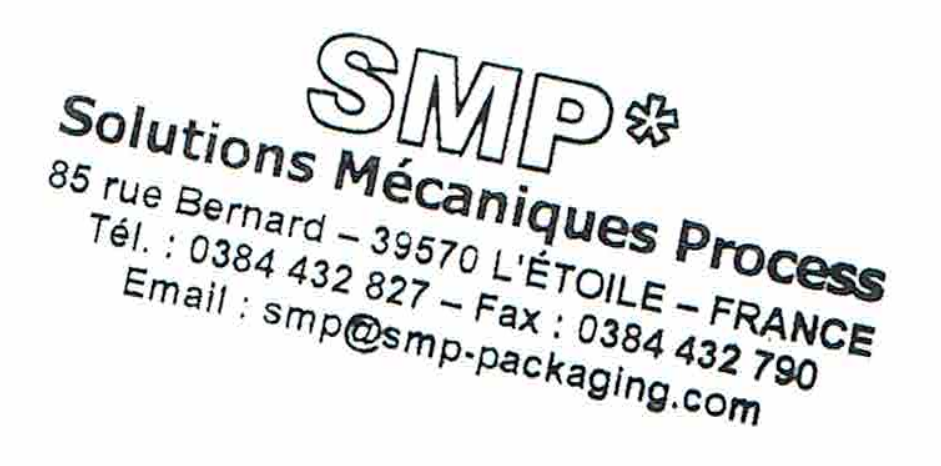 SMP*
Solutions Mécaniques Process
85 rue Bernard – 39570 L'ÉTOILE – FRANCE
Tél. : 0384 432 827 – Fax : 0384 432 790
Email : smp@smp-packaging.com